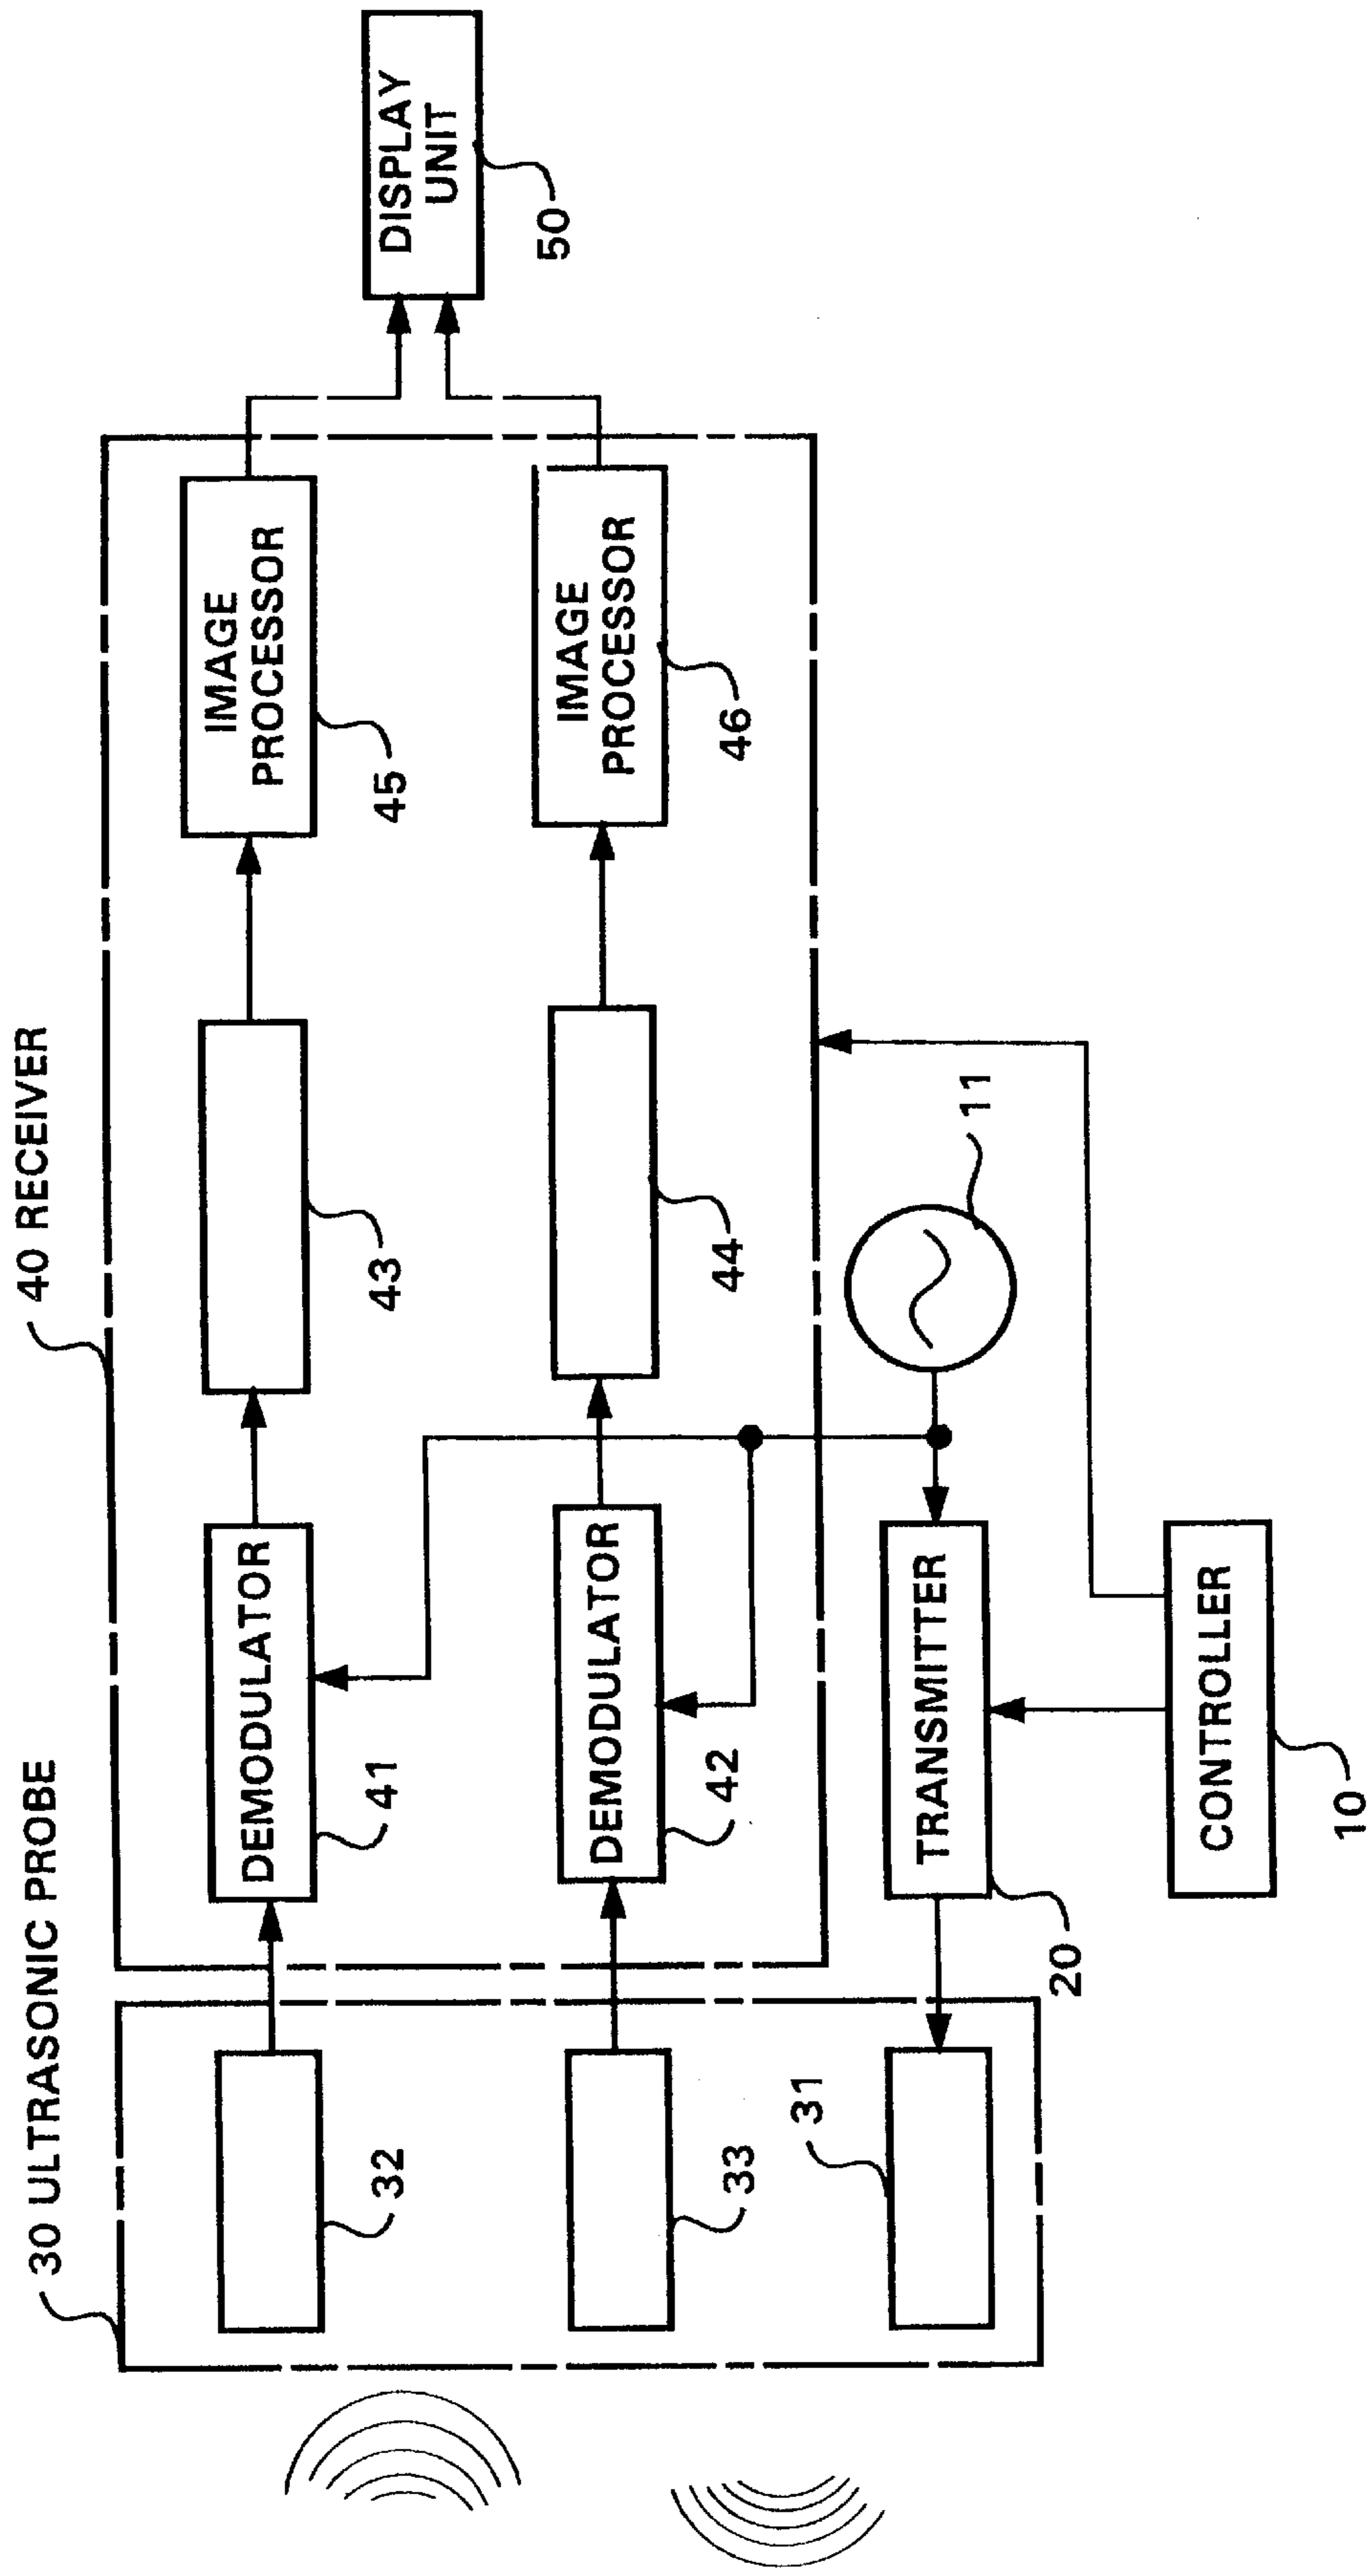 30 ULTRASONIC PROBE
40 RECEIVER
32
DEMODULATOR
41
43
IMAGE
PROCESSOR
45
DISPLAY
UNIT
50
33
DEMODULATOR
42
44
IMAGE
PROCESSOR
46
31
TRANSMITTER
20
11
CONTROLLER
10